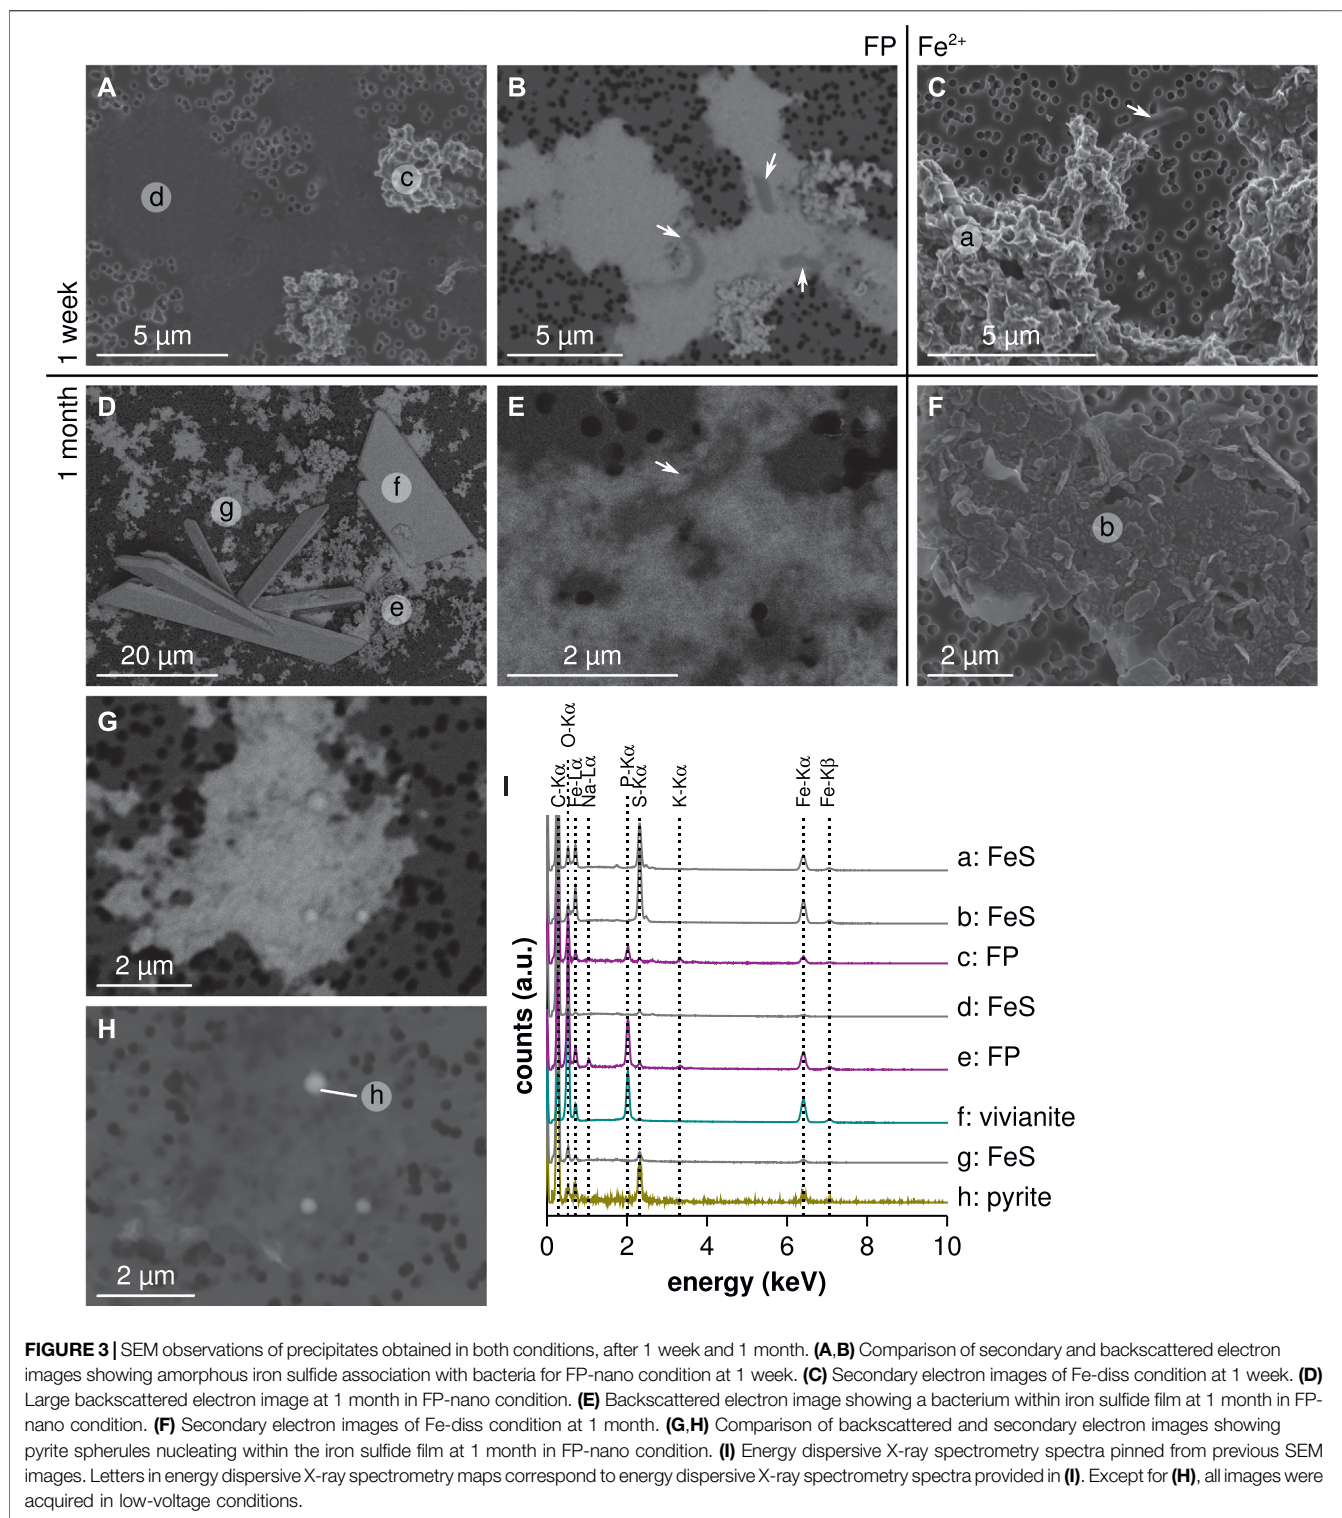 FP
Fe2+
1 week
A
d
c
5 µm
B
5 µm
C
a
5 µm
1 month
D
g
f
e
20 µm
E
2 µm
F
b
2 µm
G
2 µm
H
h
2 µm
I
C-Kα
O-Kα
Fe-Lα
Na-Lα
P-Kα
S-Kα
K-Kα
Fe-Kα
Fe-Kβ
counts (a.u.)
a: FeS
b: FeS
c: FP
d: FeS
e: FP
f: vivianite
g: FeS
h: pyrite
0 2 4 6 8 10
energy (keV)
FIGURE 3 | SEM observations of precipitates obtained in both conditions, after 1 week and 1 month. (A,B) Comparison of secondary and backscattered electron
images showing amorphous iron sulfide association with bacteria for FP-nano condition at 1 week. (C) Secondary electron images of Fe-diss condition at 1 week. (D)
Large backscattered electron image at 1 month in FP-nano condition. (E) Backscattered electron image showing a bacterium within iron sulfide film at 1 month in FP-
nano condition. (F) Secondary electron images of Fe-diss condition at 1 month. (G,H) Comparison of backscattered and secondary electron images showing
pyrite spherules nucleating within the iron sulfide film at 1 month in FP-nano condition. (I) Energy dispersive X-ray spectrometry spectra pinned from previous SEM
images. Letters in energy dispersive X-ray spectrometry maps correspond to energy dispersive X-ray spectrometry spectra provided in (I). Except for (H), all images were
acquired in low-voltage conditions.